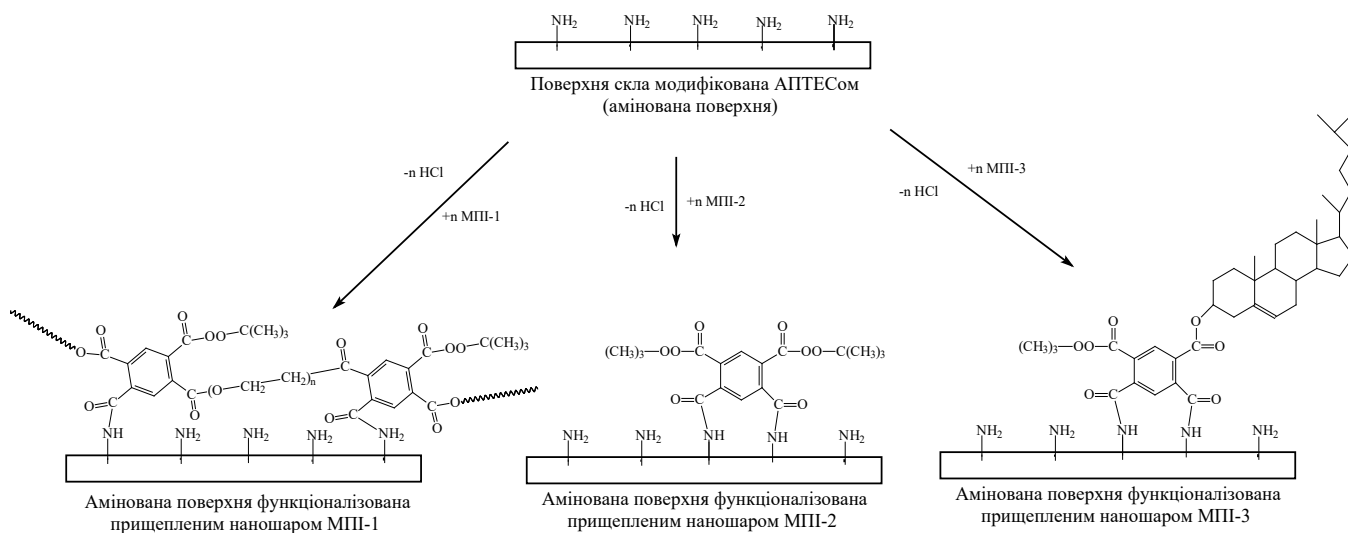 NH2 NH2 NH2 NH2 NH2
Поверхня скла модифікована АПТЕСом
(амінована поверхня)
-n HCl
+n МПІ-1
-n HCl +n МПІ-2
+n МПІ-3
-n HCl
O O
C C OO C(CH3)3
O
O
C
C(O CH2 CH2)n
O C O
NH NH2 NH2 NH2 NH2
O O
C C OO C(CH3)3
O C C O
O
Амінована поверхня функціоналізована
прищепленим наношаром МПІ-1
O O
(CH3)3 OO C C OO C(CH3)3
O C C O
NH2 NH NH NH2
Амінована поверхня функціоналізована
прищепленим наношаром МПІ-2
O
O C O
(CH3)3 OO C
O C C O
NH2 NH2 NH NH NH2
Амінована поверхня функціоналізована
прищепленим наношаром МПІ-3